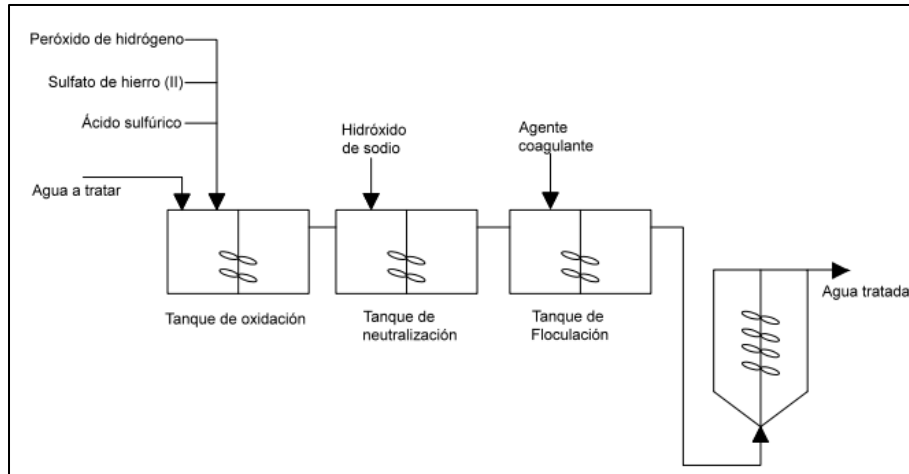 Peróxido de hidrógeno
Sulfato de hierro (II)
Ácido sulfúrico
Agua a tratar
Hidróxido
de sodio
Agente
coagulante
Tanque de oxidación
Tanque de
neutralización
Tanque de
Floculación
Agua tratada